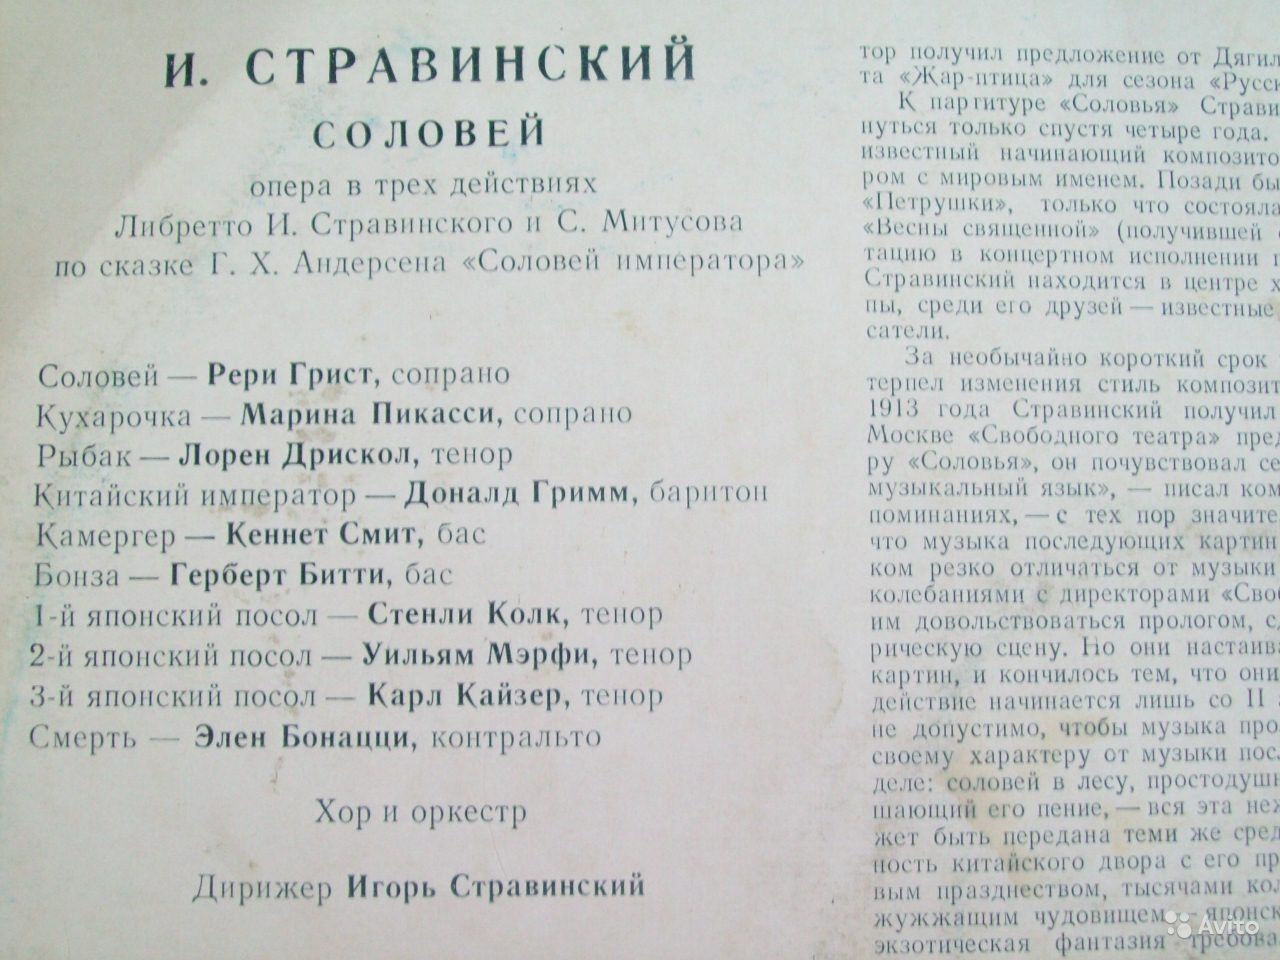 И. СТРАВИНСКИЙ
СОЛОВЕЙ
опера в трех действиях
Либретто И. Стравинского и С. Митусова
по сказке Г. Х. Андерсена «Соловей императора»
Соловей — Рери Грист, сопрано
Кухарочка — Марина Пикасси, сопрано
Рыбак — Лорен Дрискол, тенор
Китайский император — Доналд Гримм, баритон
Камергер — Кеннет Смит, бас
Бонза — Герберт Битти, бас
1-й японский посол — Стенли Колк, тенор
2-й японский посол — Уильям Мэрфи, тенор
3-й японский посол — Карл Кайзер, тенор
Смерть — Элен Бонацци, контральто
Хор и оркестр
Дирижер Игорь Стравинский
тор получил предложение от Дягил
та «Жар-птица» для сезона «Русск
К партитуре «Соловья» Страви
нуться только спустя четыре года.
известный начинающий композито
ром с мировым именем. Позади бы
«Петрушки», только что состояла
«Весны священной» (получившей
тацию в концертном исполнении п
Стравинский находится в центре х
пы, среди его друзей — известные
сатели.
За необычайно короткий срок
терпел изменения стиль композит
1913 года Стравинский получил
Москве «Свободного театра» пред
ру «Соловья», он почувствовал се
музыкальный язык», — писал ком
поминаниях, — с тех пор значите
что музыка последующих картин
ком резко отличаться от музыки
колебаниями с директорами «Своб
им довольствоваться прологом, сд
рическую сцену. Но они настаива
картин, и кончилось тем, что они
действие начинается лишь со II
не допустимо, чтобы музыка про
своему характеру от музыки посл
деле: соловей в лесу, простодушн
шающий его пение, — вся эта неж
жет быть передана теми же сред
ность китайского двора с его пр
вым празднеством, тысячами кол
жужжащим чудовищем — японск
экзотическая фантазия требова
Avito